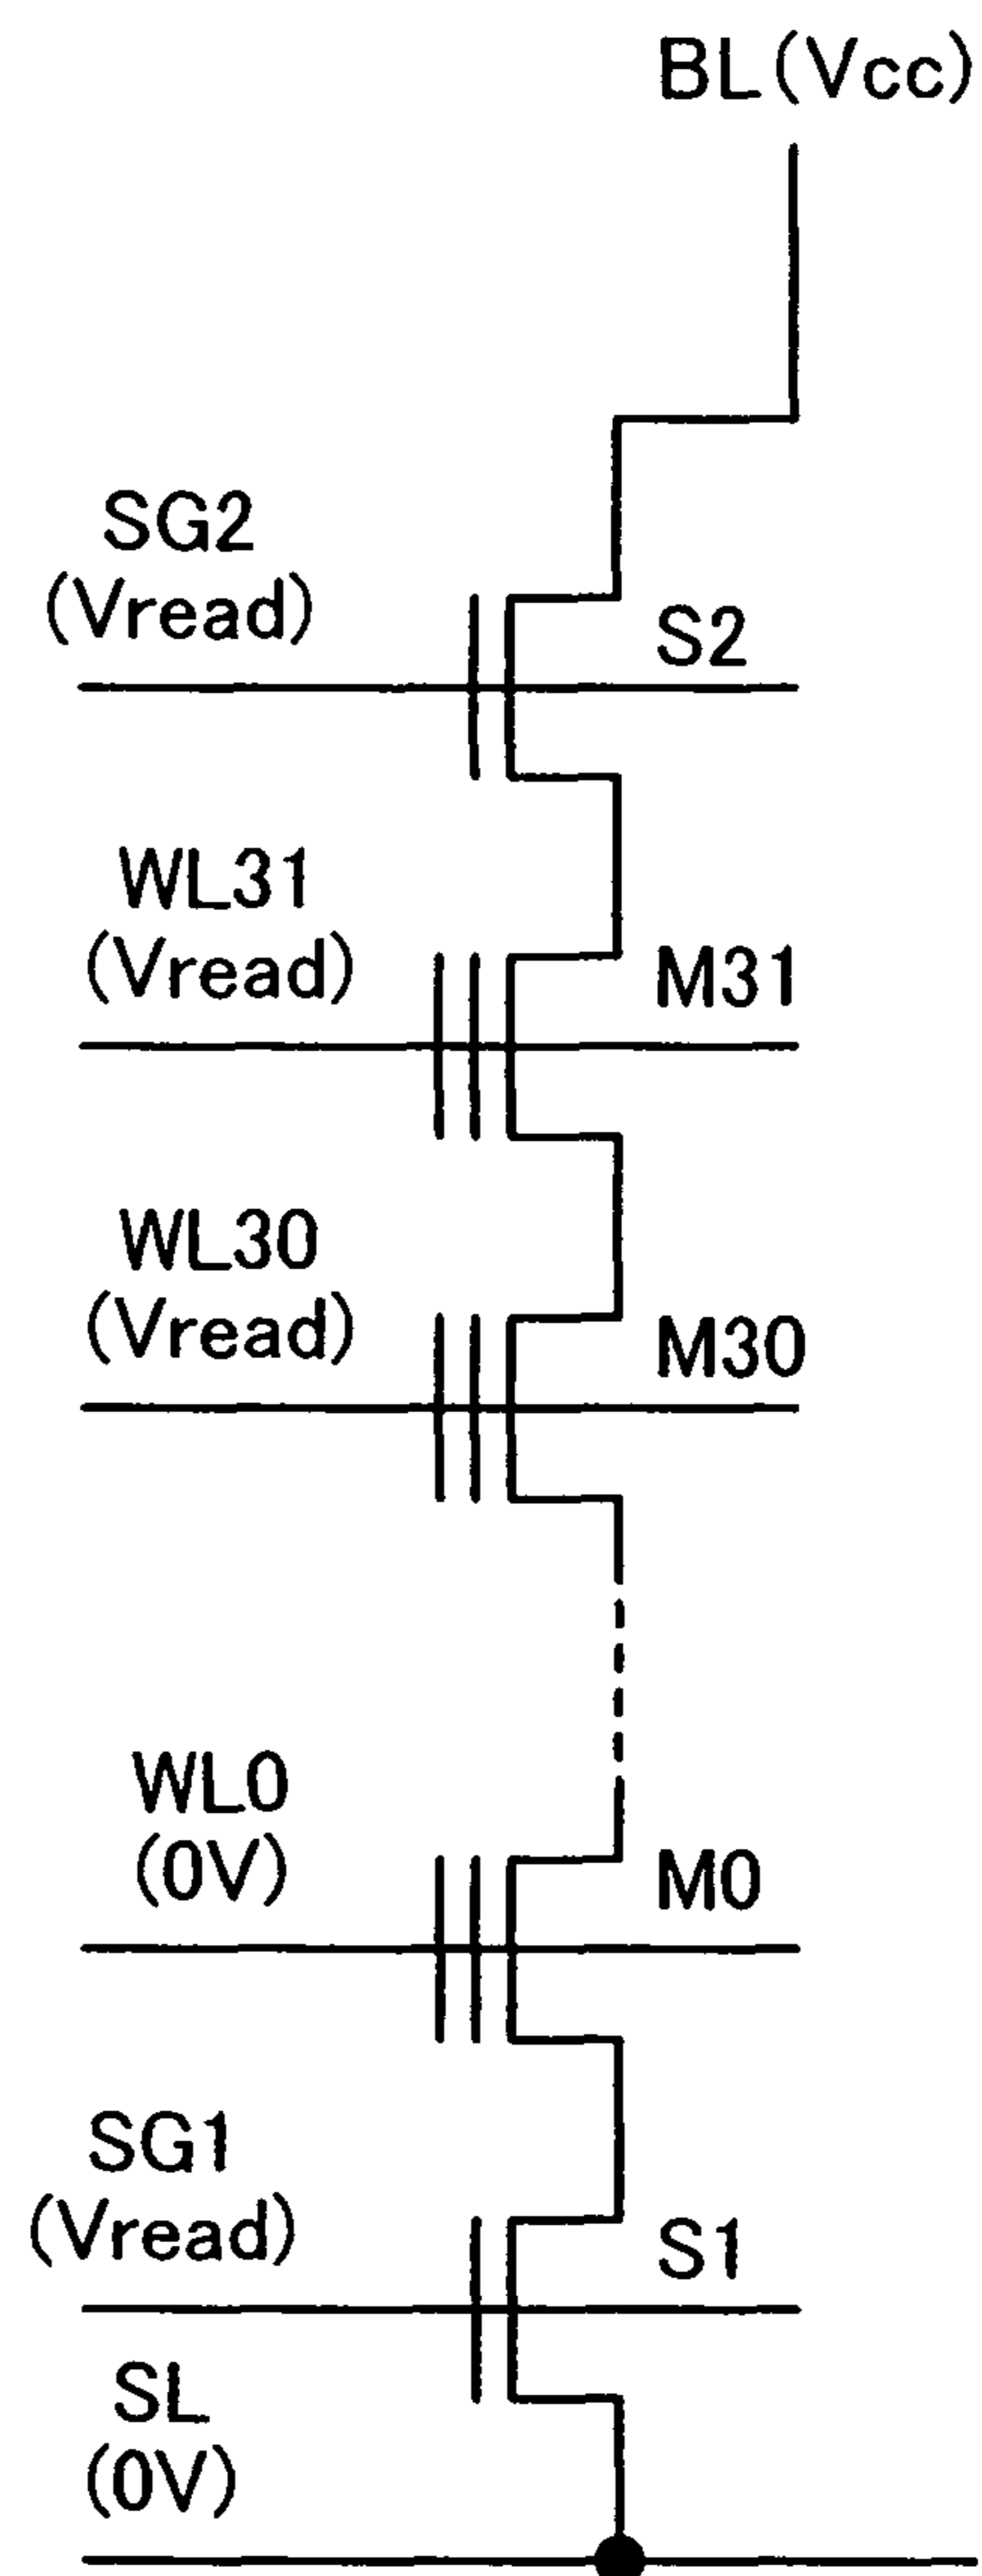 BL(Vcc)
SG2
(Vread)
S2
WL31
(Vread)
M31
WL30
(Vread)
M30
WL0
(0V)
M0
SG1
(Vread)
S1
SL
(0V)